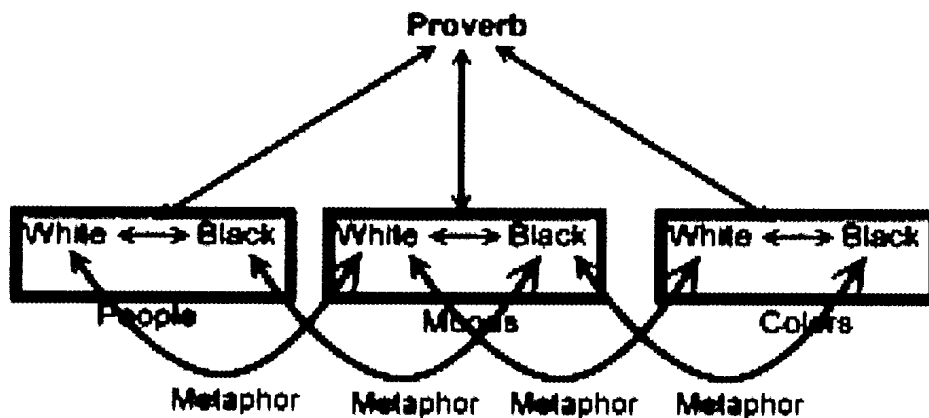 Proverb
White Black White Black White Black
People Moods Colors
Metaphor Metaphor Metaphor Metaphor